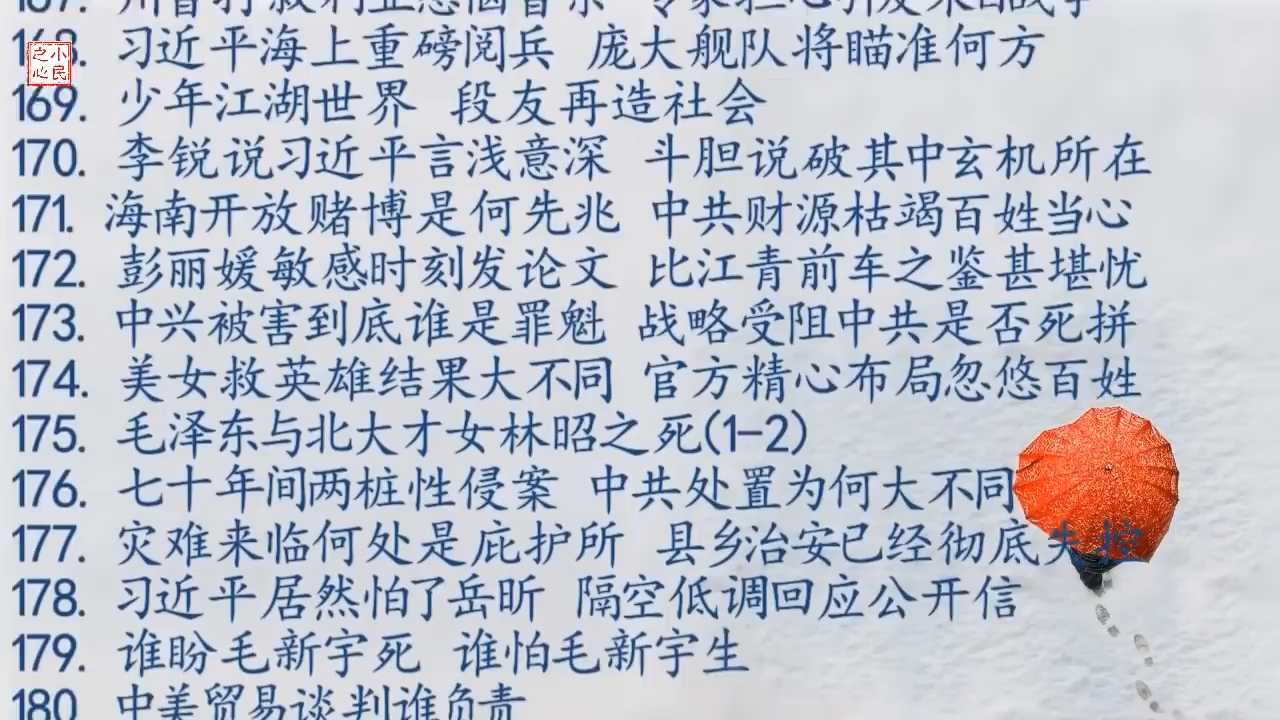 小民之心
168. 习近平海上重磅阅兵 庞大舰队将瞄准何方
169. 少年江湖世界 段友再造社会
170. 李锐说习近平言浅意深 斗胆说破其中玄机所在
171. 海南开放赌博是何先兆 中共财源枯竭百姓当心
172. 彭丽媛敏感时刻发论文 比江青前车之鉴甚堪忧
173. 中兴被害到底谁是罪魁 战略受阻中共是否死拼
174. 美女救英雄结果大不同 官方精心布局忽悠百姓
175. 毛泽东与北大才女林昭之死(1-2)
176. 七十年间两桩性侵案 中共处置为何大不同
177. 灾难来临何处是庇护所 县乡治安已经彻底失控
178. 习近平居然怕了岳昕 隔空低调回应公开信
179. 谁盼毛新宇死 谁怕毛新宇生
180. 中美贸易谈判谁负责